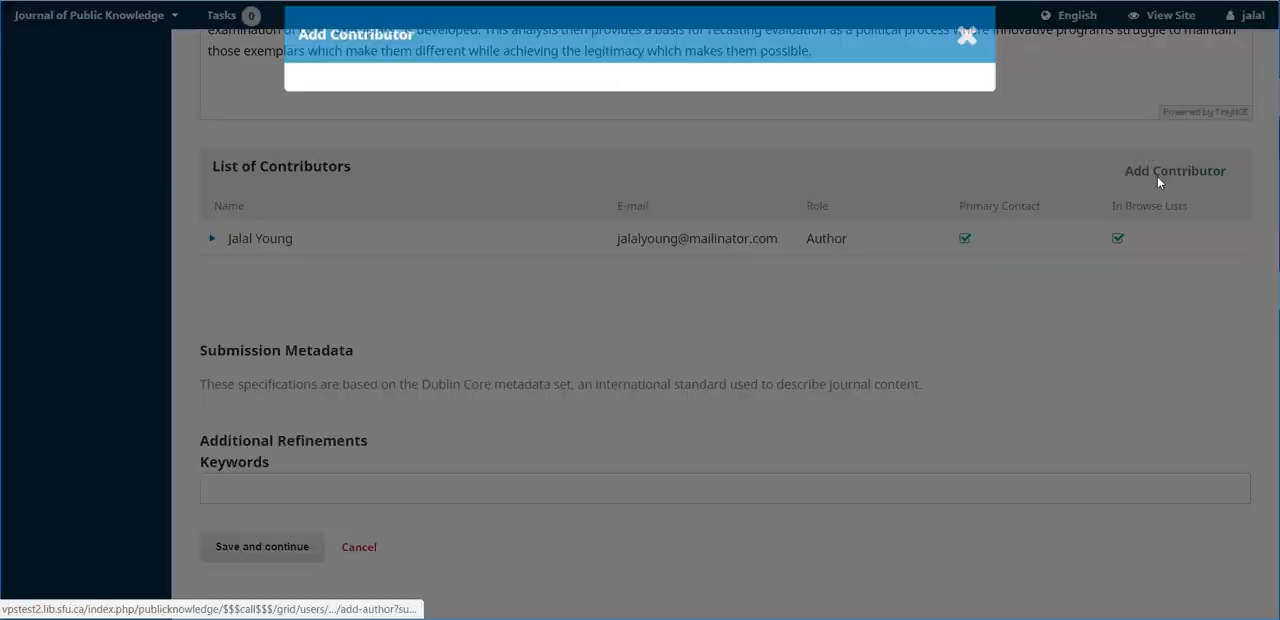 Journal of Public Knowledge Tasks 0 English View Site jalal
Add Contributor
examination of developed. This analysis then provides a basis for recasting evaluation as a political process where innovative programs struggle to maintain
those exemplars which make them different while achieving the legitimacy which makes them possible.
Powered by TinyMCE
List of Contributors
Add Contributor
Name E-mail Role Primary Contact In Browse Lists
Jalal Young jalalyoung@mailinator.com Author
Submission Metadata
These specifications are based on the Dublin Core metadata set, an international standard used to describe journal content.
Additional Refinements
Keywords
Save and continue Cancel
vpstest2.lib.sfu.ca/index.php/publicknowledge/$$$call$$$/grid/users/.../add-author?su...